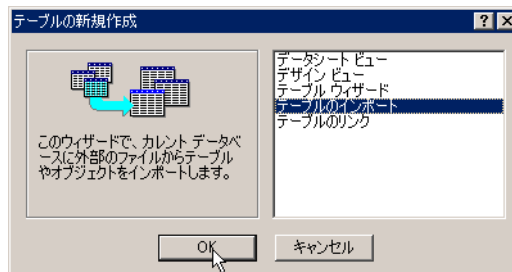 テーブルの新規作成
このウィザードで、カレント データベ
ースに外部のファイルからテーブル
やオブジェクトをインポートします。
データシート ビュー
デザイン ビュー
テーブル ウィザード
テーブルのインポート
テーブルのリンク
OK
キャンセル